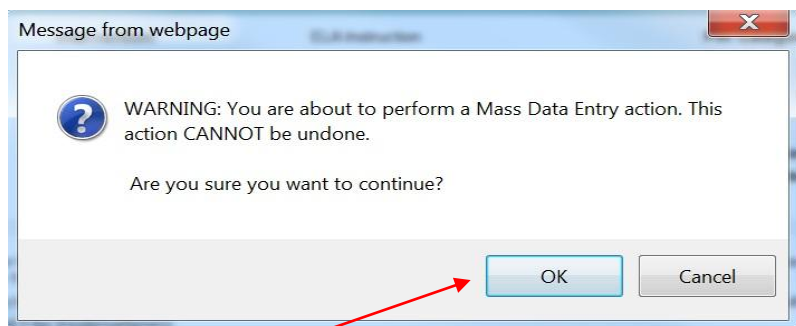 Message from webpage
WARNING: You are about to perform a Mass Data Entry action. This
action CANNOT be undone.
Are you sure you want to continue?
OK
Cancel